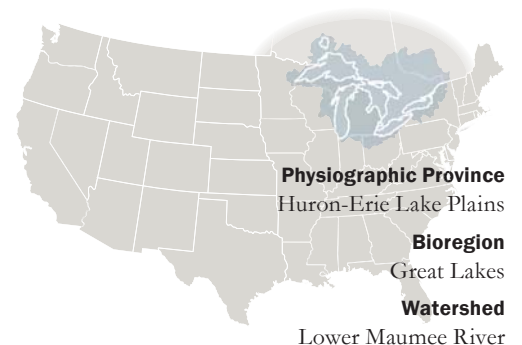 Physiographic Province
Huron-Erie Lake Plains
Bioregion
Great Lakes
Watershed
Lower Maumee River